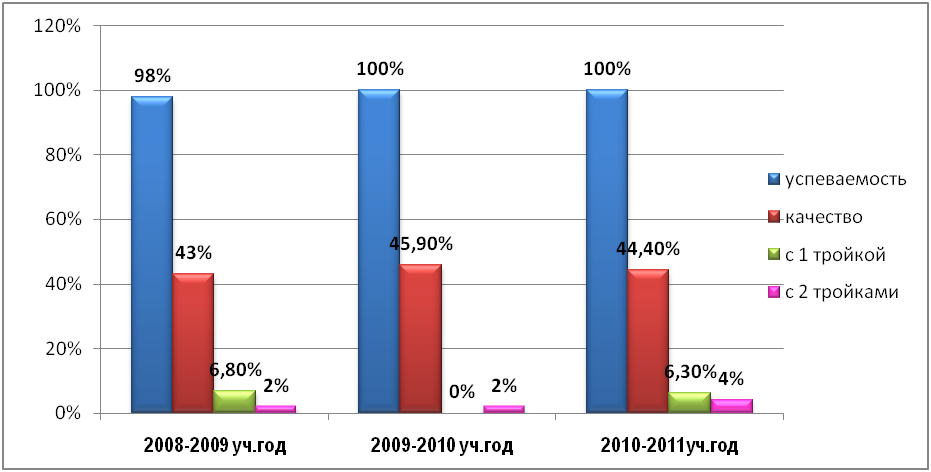 120%
100%
80%
60%
40%
20%
0%
98%
43%
6,80%
2%
100%
45,90%
0%
2%
100%
44,40%
6,30%
4%
2008-2009 уч.год
2009-2010 уч.год
2010-2011уч.год
успеваемость
качество
с 1 тройкой
с 2 тройками